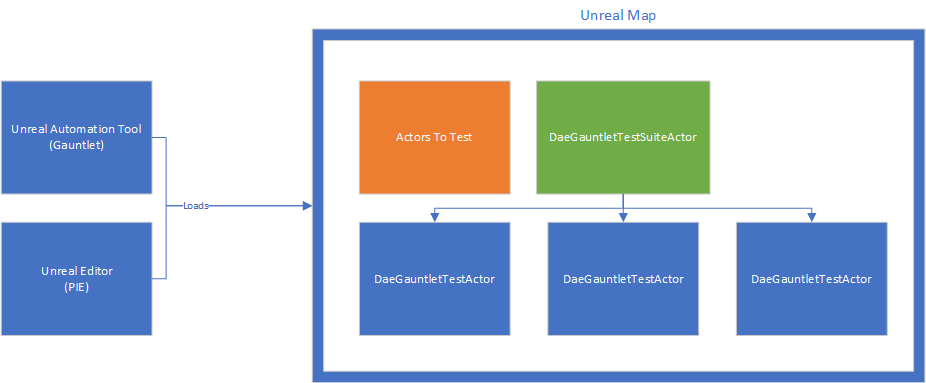 Unreal Map
Unreal Automation Tool
(Gauntlet)
Actors To Test
DaeGauntletTestSuiteActor
Loads
Unreal Editor
(PIE)
DaeGauntletTestActor
DaeGauntletTestActor
DaeGauntletTestActor